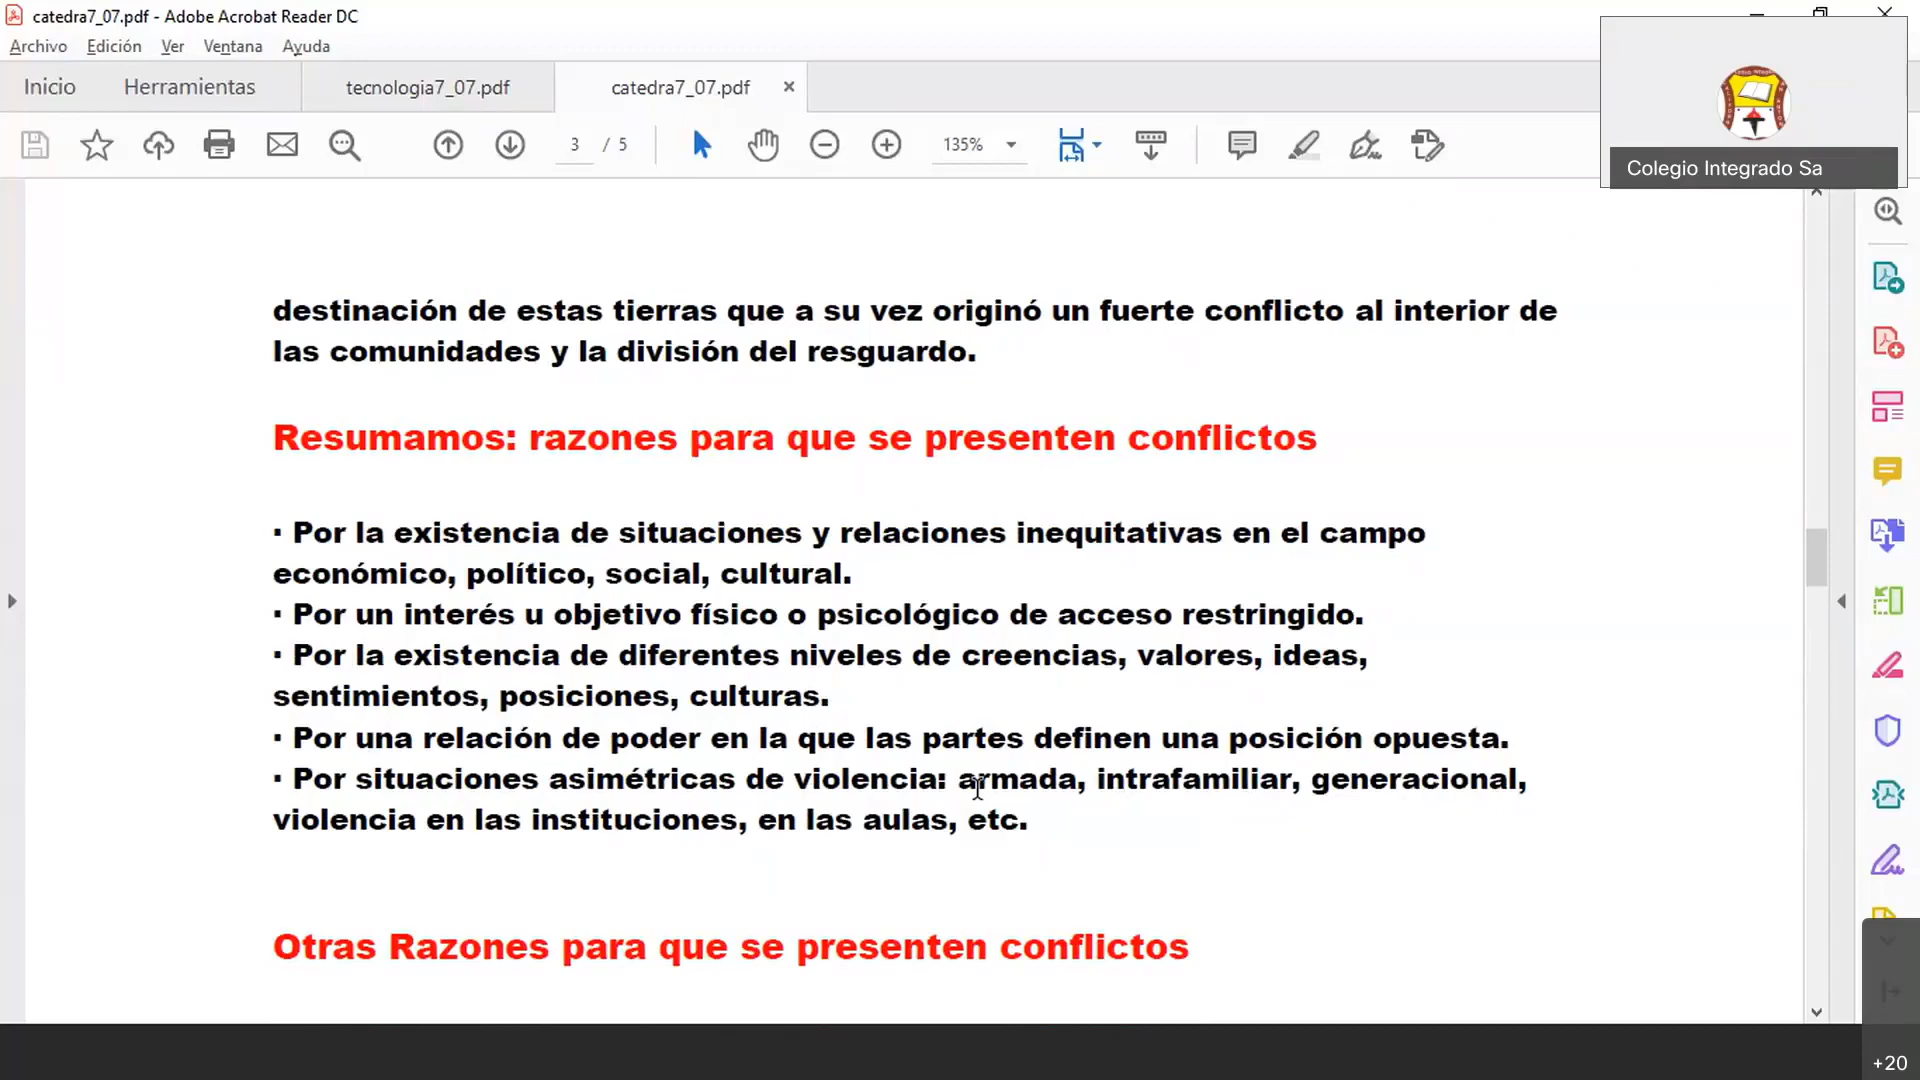 catedra7_07.pdf - Adobe Acrobat Reader DC
Archivo Edición Ver Ventana Ayuda
Inicio Herramientas tecnologia7_07.pdf catedra7_07.pdf
3 / 5 135%
Colegio Integrado Sa
destinación de estas tierras que a su vez originó un fuerte conflicto al interior de
las comunidades y la división del resguardo.
Resumamos: razones para que se presenten conflictos
· Por la existencia de situaciones y relaciones inequitativas en el campo
económico, político, social, cultural.
· Por un interés u objetivo físico o psicológico de acceso restringido.
· Por la existencia de diferentes niveles de creencias, valores, ideas,
sentimientos, posiciones, culturas.
· Por una relación de poder en la que las partes definen una posición opuesta.
· Por situaciones asimétricas de violencia: armada, intrafamiliar, generacional,
violencia en las instituciones, en las aulas, etc.
Otras Razones para que se presenten conflictos
+20